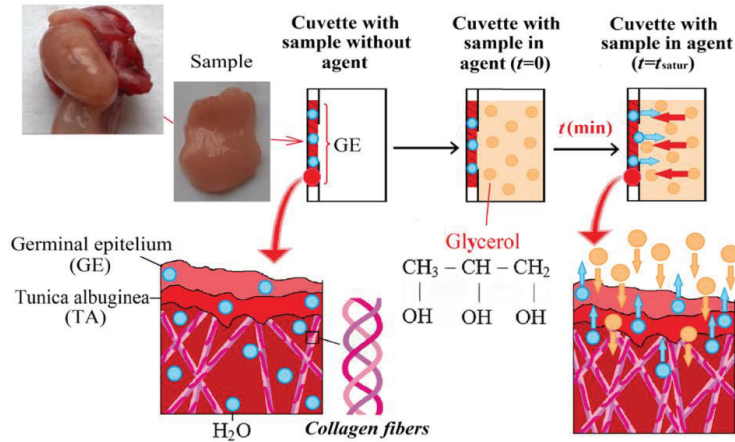 Cuvette with
sample without
agent
Cuvette with
sample in
agent (t=0)
Cuvette with
sample in agent
(t=tsatur)
Sample
GE
t (min)
Germinal epitelium
(GE)
Tunica albuginea
(TA)
Glycerol
CH3 – CH – CH2
| | |
OH OH OH
H2O
Collagen fibers